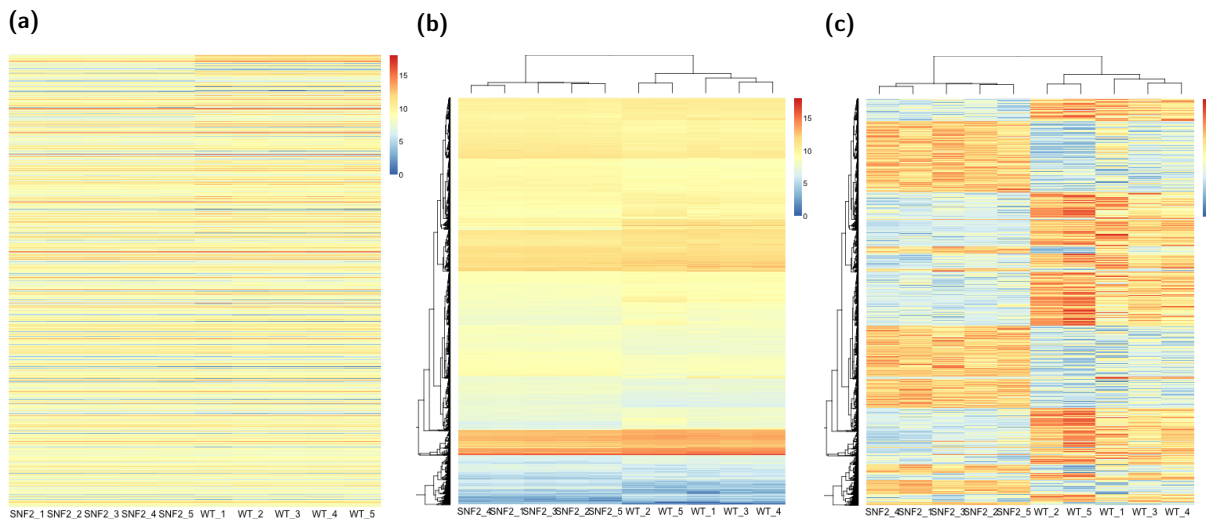 (a)
15
10
5
0
SNF2_1 SNF2_2 SNF2_3 SNF2_4 SNF2_5 WT_1 WT_2 WT_3 WT_4 WT_5
(b)
15
10
5
0
SNF2_4 SNF2_1 SNF2_3 SNF2_2 SNF2_5 WT_2 WT_5 WT_1 WT_3 WT_4
(c)
SNF2_4 SNF2_1 SNF2_3 SNF2_2 SNF2_5 WT_2 WT_5 WT_1 WT_3 WT_4